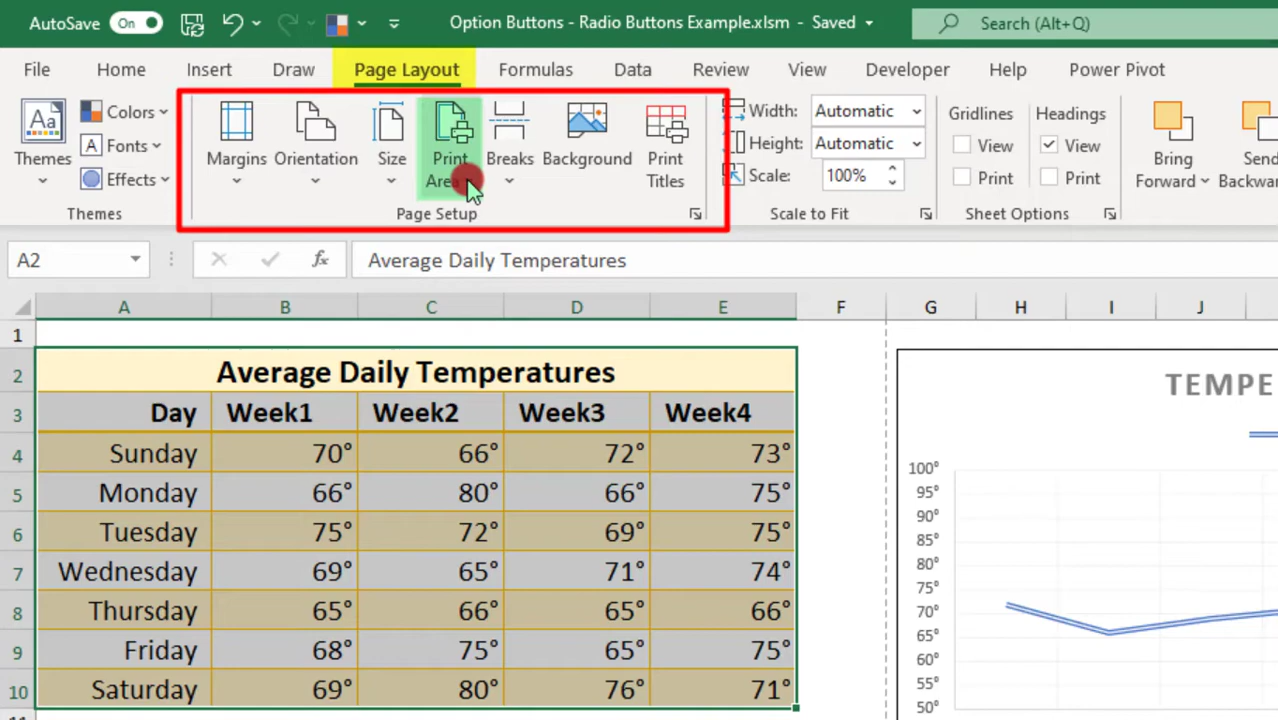 AutoSave On Option Buttons - Radio Buttons Example.xlsm - Saved Search (Alt+Q)
File Home Insert Draw Page Layout Formulas Data Review View Developer Help Power Pivot
Themes
Colors
Fonts
Effects
Themes
Margins Orientation Size Print Area Breaks Background Print Titles
Page Setup
Width: Automatic
Height: Automatic
Scale: 100%
Scale to Fit
Gridlines Headings
View View
Print Print
Sheet Options
Bring Forward
Send
A2 fx Average Daily Temperatures
A B C D E F G H I J
1
2 Average Daily Temperatures
3 Day Week1 Week2 Week3 Week4
4 Sunday 70° 66° 72° 73°
5 Monday 66° 80° 66° 75°
6 Tuesday 75° 72° 69° 75°
7 Wednesday 69° 65° 71° 74°
8 Thursday 65° 66° 65° 66°
9 Friday 68° 75° 65° 75°
10 Saturday 69° 80° 76° 71°
TEMPE
100°
95°
90°
85°
80°
75°
70°
65°
60°
55°
50°